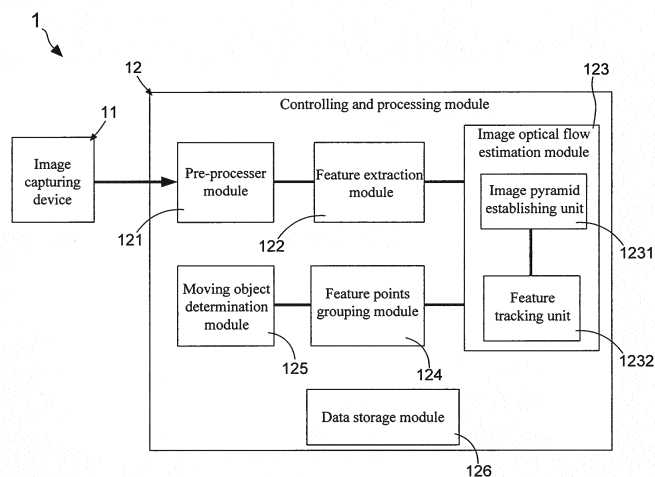 1
12
Controlling and processing module
123
11
Image
capturing
device
Pre-processer
module
121
Feature extraction
module
122
Image optical flow
estimation module
Image pyramid
establishing unit
1231
Moving object
determination
module
125
Feature points
grouping module
124
Feature
tracking unit
1232
Data storage module
126